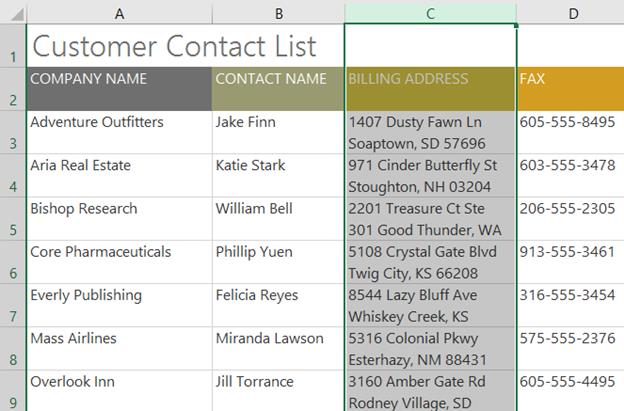 A B C D
1 Customer Contact List
2 COMPANY NAME CONTACT NAME BILLING ADDRESS FAX
3 Adventure Outfitters Jake Finn 1407 Dusty Fawn Ln 605-555-8495
Soaptown, SD 57696
4 Aria Real Estate Katie Stark 971 Cinder Butterfly St 603-555-3478
Stoughton, NH 03204
5 Bishop Research William Bell 2201 Treasure Ct Ste 206-555-2305
301 Good Thunder, WA
6 Core Pharmaceuticals Phillip Yuen 5108 Crystal Gate Blvd 913-555-3461
Twig City, KS 66208
7 Everly Publishing Felicia Reyes 8544 Lazy Bluff Ave 316-555-3454
Whiskey Creek, KS
8 Mass Airlines Miranda Lawson 5316 Colonial Pkwy 575-555-2376
Esterhazy, NM 88431
9 Overlook Inn Jill Torrance 3160 Amber Gate Rd 605-555-4495
Rodney Village, SD